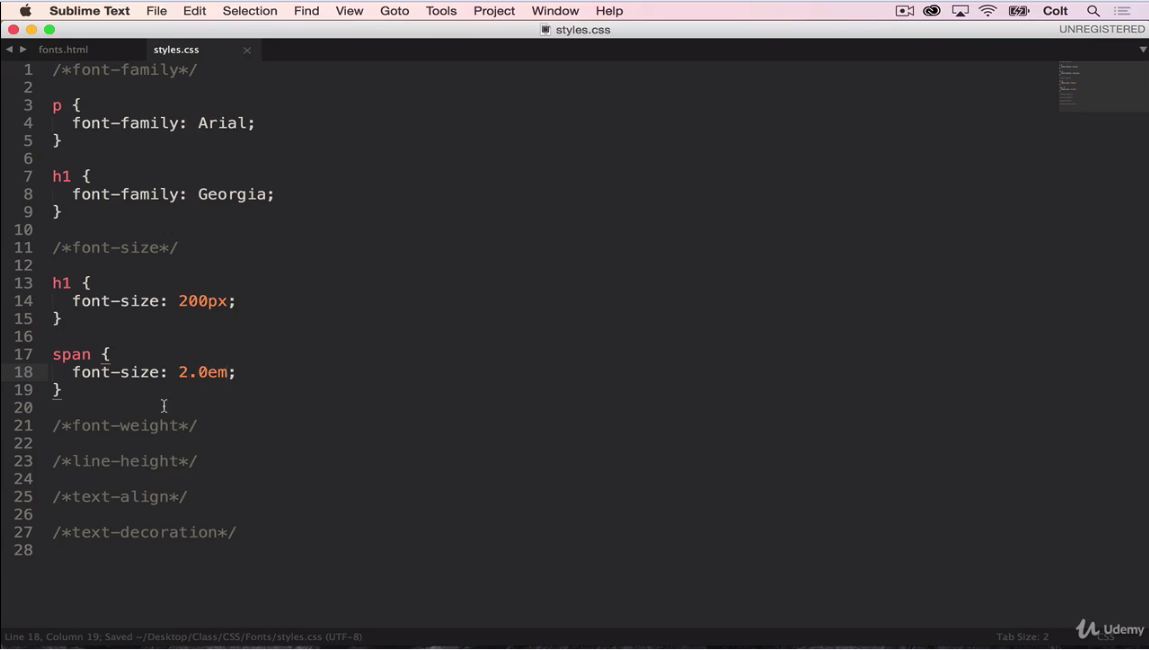 Sublime Text File Edit Selection Find View Goto Tools Project Window Help Colt
styles.css UNREGISTERED
fonts.html styles.css
1 /*font-family*/
2
3 p {
4 font-family: Arial;
5 }
6
7 h1 {
8 font-family: Georgia;
9 }
10
11 /*font-size*/
12
13 h1 {
14 font-size: 200px;
15 }
16
17 span {
18 font-size: 2.0em;
19 }
20
21 /*font-weight*/
22
23 /*line-height*/
24
25 /*text-align*/
26
27 /*text-decoration*/
28
Line 18, Column 19; Saved ~/Desktop/Class/CSS/Fonts/styles.css (UTF-8) Tab Size: 2 CSS
Udemy